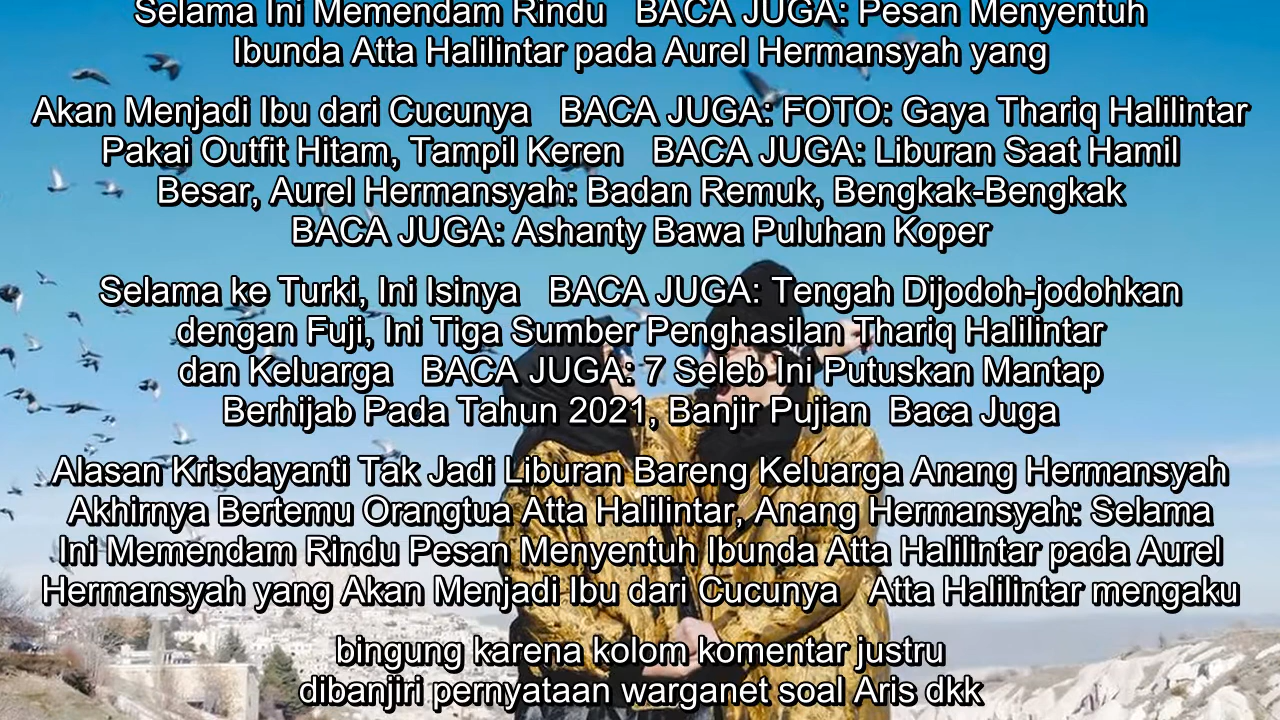 Selama Ini Memendam Rindu   BACA JUGA: Pesan Menyentuh
Ibunda Atta Halilintar pada Aurel Hermansyah yang
Akan Menjadi Ibu dari Cucunya   BACA JUGA: FOTO: Gaya Thariq Halilintar
Pakai Outfit Hitam, Tampil Keren   BACA JUGA: Liburan Saat Hamil
Besar, Aurel Hermansyah: Badan Remuk, Bengkak-Bengkak
BACA JUGA: Ashanty Bawa Puluhan Koper
Selama ke Turki, Ini Isinya   BACA JUGA: Tengah Dijodoh-jodohkan
dengan Fuji, Ini Tiga Sumber Penghasilan Thariq Halilintar
dan Keluarga   BACA JUGA: 7 Seleb Ini Putuskan Mantap
Berhijab Pada Tahun 2021, Banjir Pujian  Baca Juga
Alasan Krisdayanti Tak Jadi Liburan Bareng Keluarga Anang Hermansyah
Akhirnya Bertemu Orangtua Atta Halilintar, Anang Hermansyah: Selama
Ini Memendam Rindu Pesan Menyentuh Ibunda Atta Halilintar pada Aurel
Hermansyah yang Akan Menjadi Ibu dari Cucunya   Atta Halilintar mengaku
bingung karena kolom komentar justru
dibanjiri pernyataan warganet soal Aris dkk